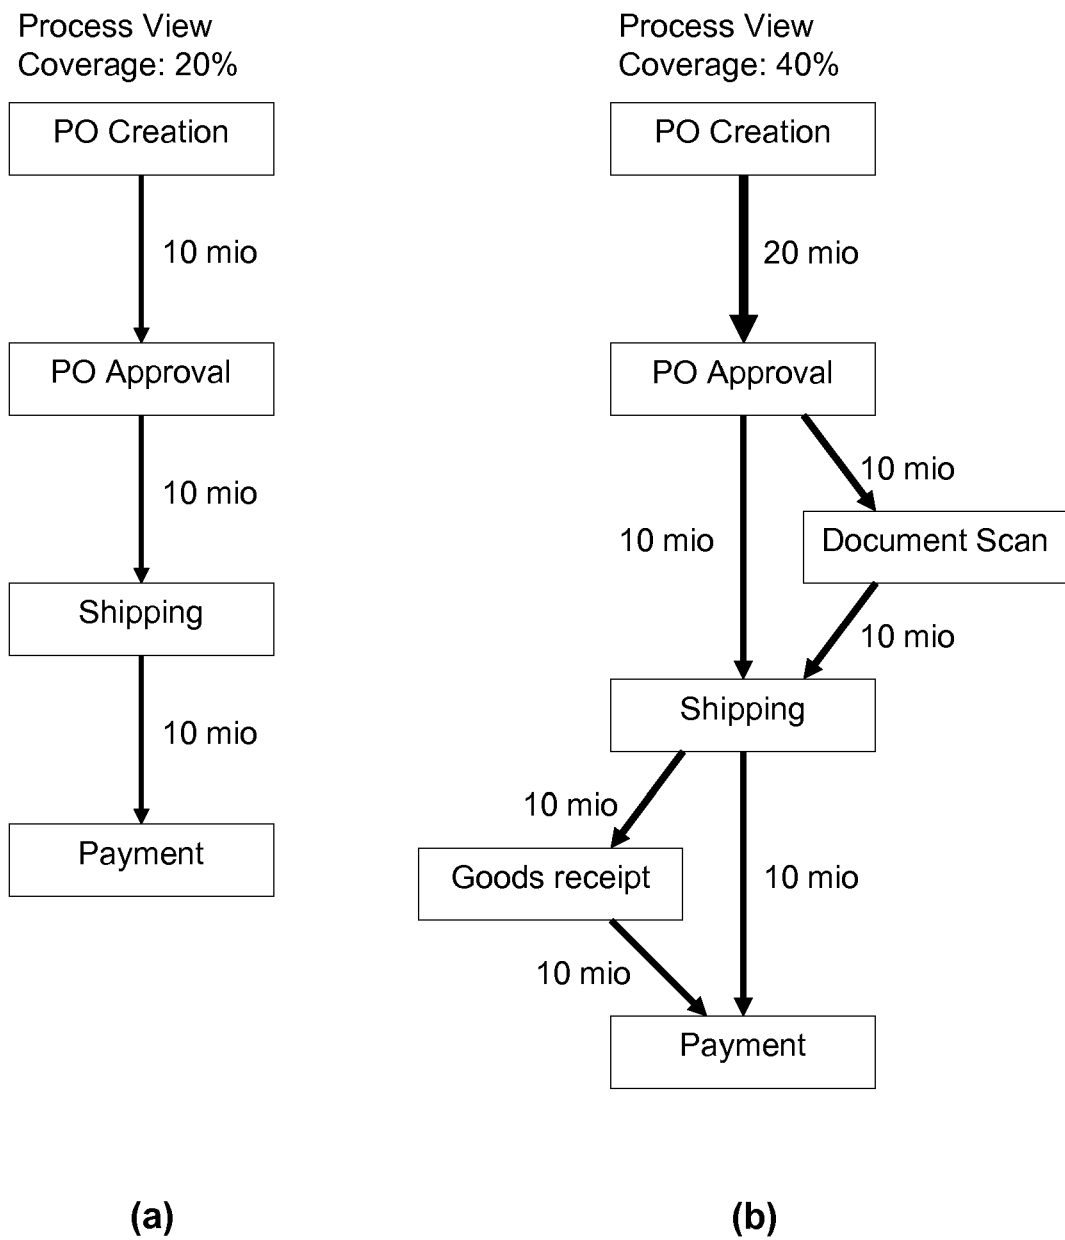 Process View
Coverage: 20%
PO Creation
10 mio
PO Approval
10 mio
Shipping
10 mio
Payment
(a)
Process View
Coverage: 40%
PO Creation
20 mio
PO Approval
10 mio
10 mio
Document Scan
10 mio
Shipping
10 mio
Goods receipt
10 mio
10 mio
Payment
(b)